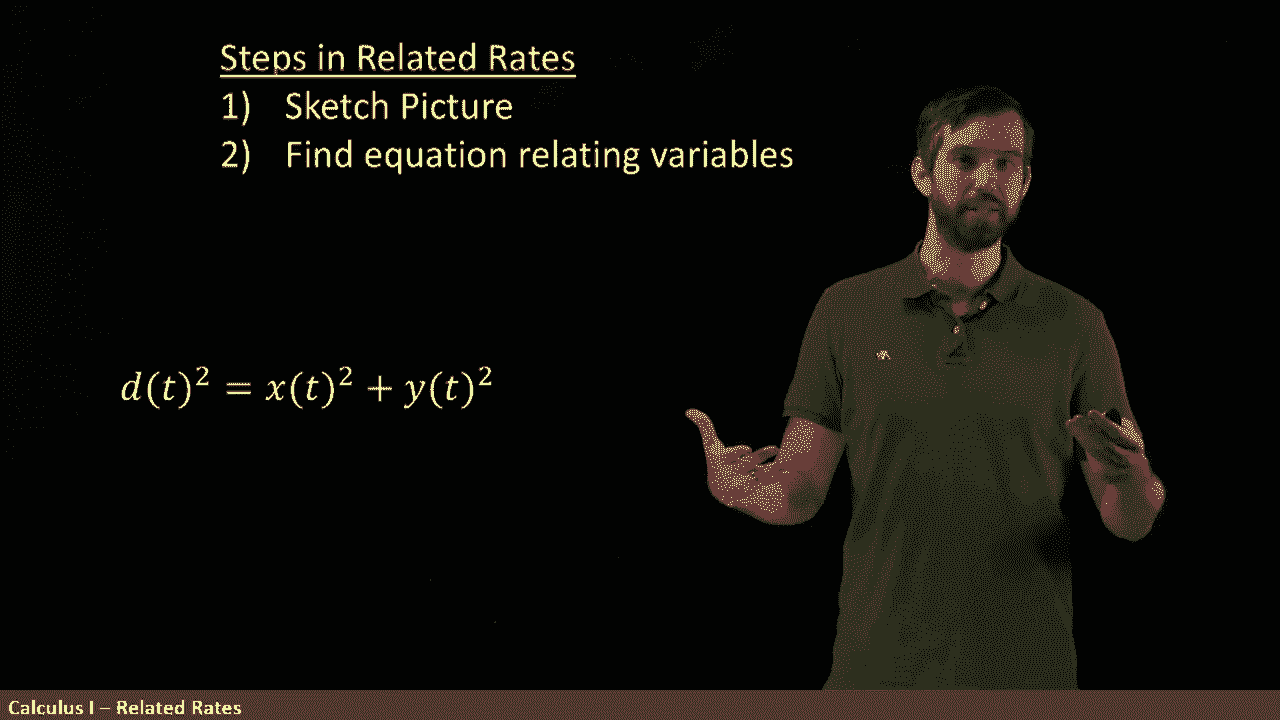 Steps in Related Rates
1) Sketch Picture
2) Find equation relating variables
d(t)² = x(t)² + y(t)²
Calculus I – Related Rates